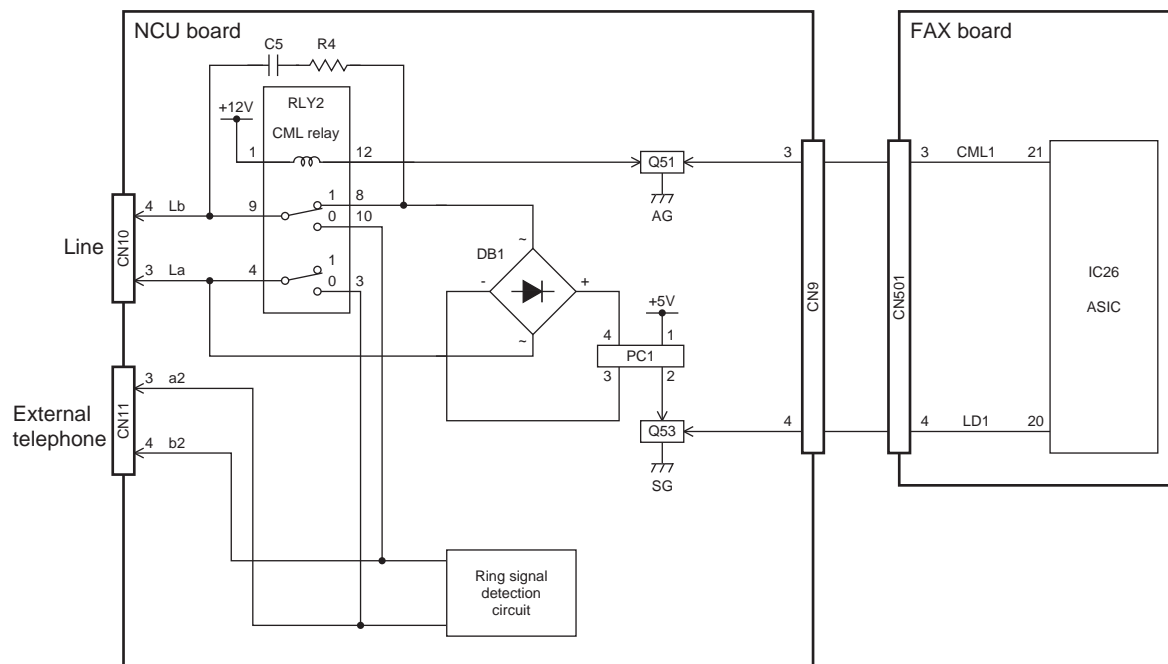 NCU board
FAX board
C5
R4
+12V
RLY2
CML relay
1
12
Q51
AG
3
3
CML1
21
4
Lb
9
1
8
0
10
Line
CN10
3
La
4
1
0
3
DB1
~
-
+
~
+5V
4
1
PC1
3
2
CN9
CN501
IC26
ASIC
External
telephone
CN11
3
a2
4
b2
Q53
SG
4
4
LD1
20
Ring signal
detection
circuit